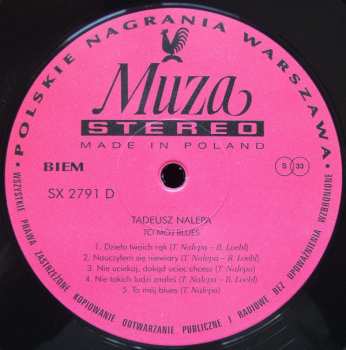 • POLSKIE NAGRANIA WARSZAWA •
Muza
STEREO
MADE IN POLAND
BIEM
S 33
SX 2791 D
TADEUSZ NALEPA
TO MÓJ BLUES
1. Dzieło twoich rąk (T. Nalepa – B. Loebl)
2. Nauczyłem się niewiary (T. Nalepa – B. Loebl)
3. Nie uciekaj, dokąd uciec chcesz (T. Nalepa)
4. Nie takich ludzi znałeś (T. Nalepa – B. Loebl)
5. To mój blues (T. Nalepa)
WSZYSTKIE PRAWA ZASTRZEŻONE KOPIOWANIE ODTWARZANIE PUBLICZNE I RADIOWE BEZ UPOWAŻNIENIA WZBRONIONE